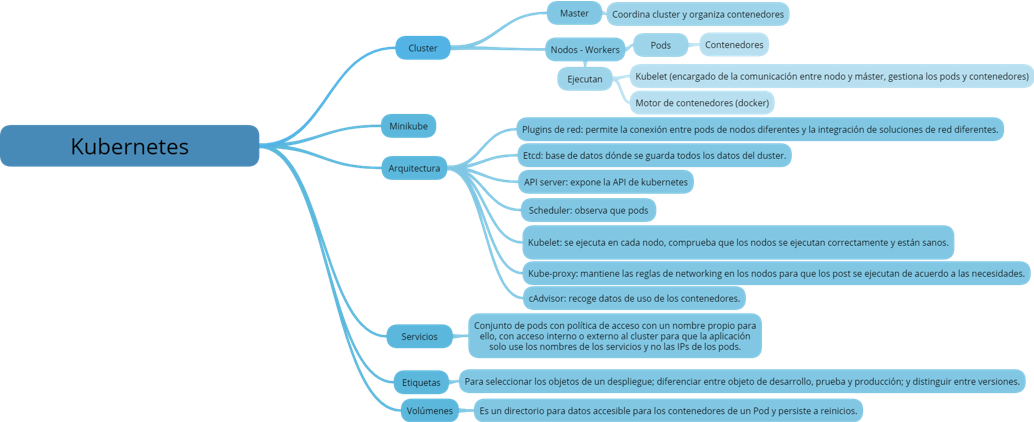 Kubernetes
Cluster
Master
Coordina cluster y organiza contenedores
Nodos - Workers
Pods
Contenedores
Ejecutan
Kubelet (encargado de la comunicación entre nodo y máster, gestiona los pods y contenedores)
Motor de contenedores (docker)
Minikube
Arquitectura
Plugins de red: permite la conexión entre pods de nodos diferentes y la integración de soluciones de red diferentes.
Etcd: base de datos dónde se guarda todos los datos del cluster.
API server: expone la API de kubernetes
Scheduler: observa que pods
Kubelet: se ejecuta en cada nodo, comprueba que los nodos se ejecutan correctamente y están sanos.
Kube-proxy: mantiene las reglas de networking en los nodos para que los post se ejecutan de acuerdo a las necesidades.
cAdvisor: recoge datos de uso de los contenedores.
Servicios
Conjunto de pods con política de acceso con un nombre propio para
ello, con acceso interno o externo al cluster para que la aplicación
solo use los nombres de los servicios y no las IPs de los pods.
Etiquetas
Para seleccionar los objetos de un despliegue; diferenciar entre objeto de desarrollo, prueba y producción; y distinguir entre versiones.
Volúmenes
Es un directorio para datos accesible para los contenedores de un Pod y persiste a reinicios.